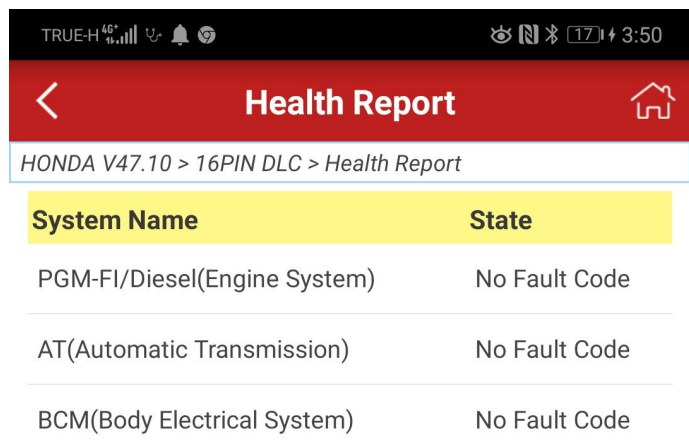 TRUE-H 4G+ 17 3:50
Health Report
HONDA V47.10 > 16PIN DLC > Health Report
System Name State
PGM-FI/Diesel(Engine System) No Fault Code
AT(Automatic Transmission) No Fault Code
BCM(Body Electrical System) No Fault Code